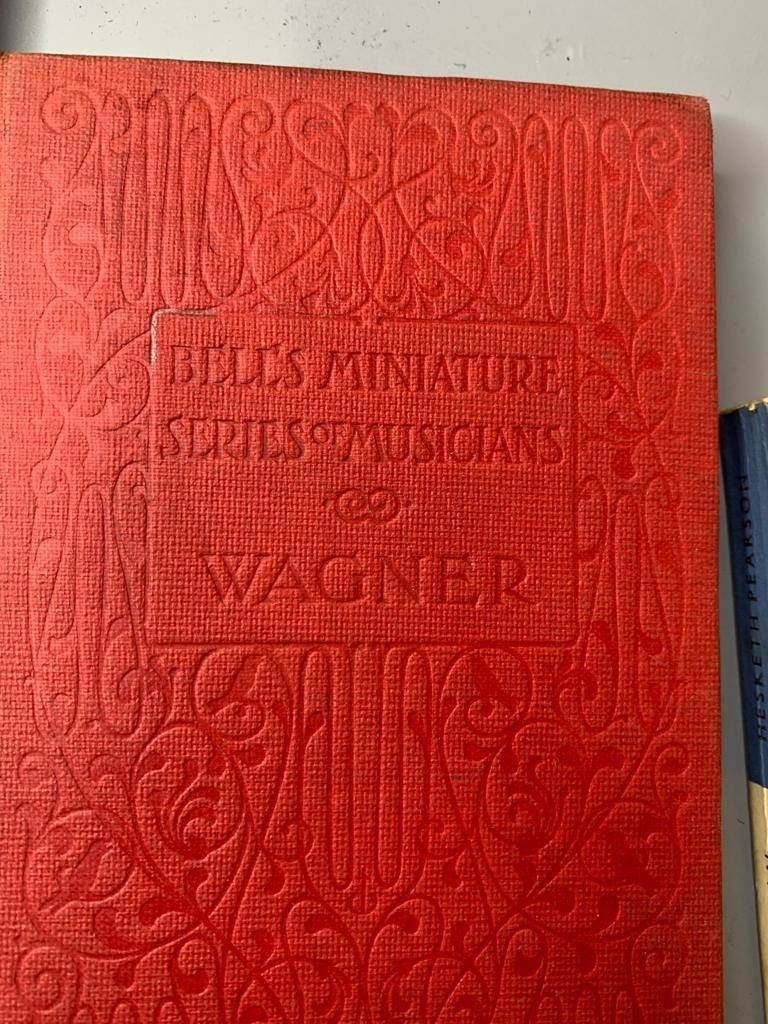 BELL'S MINIATURE
SERIES OF MUSICIANS
WAGNER
HESKETH PEARSON